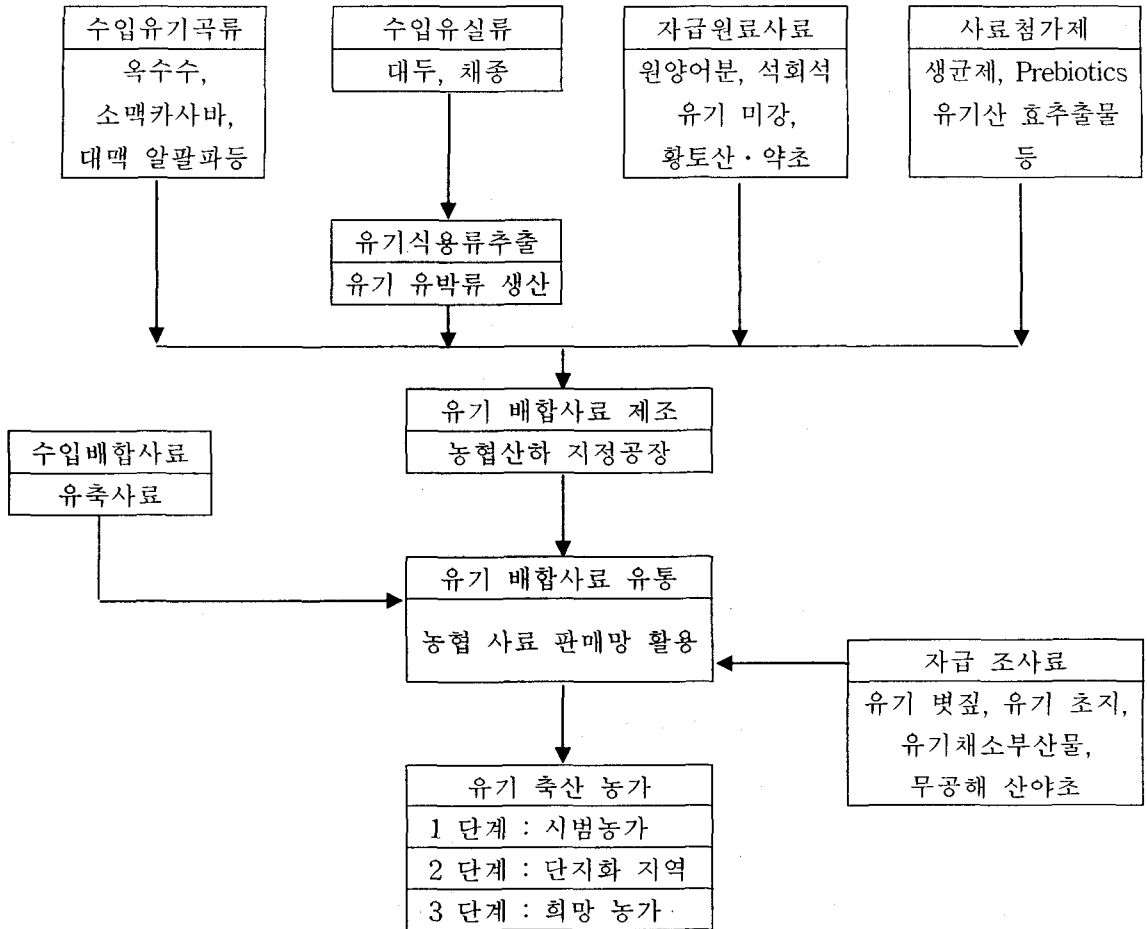 수입유기곡류
옥수수,
소맥카사바,
대맥 알팔파등
수입유실류
대두, 채종
자급원료사료
원양어분, 석회석
유기 미강,
황토산·약초
사료첨가제
생균제, Prebiotics
유기산 효추출물
등
유기식용류추출
유기 유박류 생산
유기 배합사료 제조
농협산하 지정공장
수입배합사료
유축사료
유기 배합사료 유통
농협 사료 판매망 활용
자급 조사료
유기 볏짚, 유기 초지,
유기채소부산물,
무공해 산야초
유기 축산 농가
1 단계 : 시범농가
2 단계 : 단지화 지역
3 단계 : 희망 농가